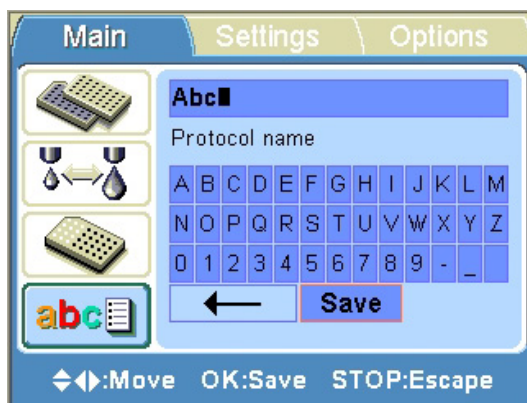 Main Settings Options
Abc
Protocol name
A B C D E F G H I J K L M
N O P Q R S T U V W X Y Z
0 1 2 3 4 5 6 7 8 9 - _
abc
← Save
:Move OK:Save STOP:Escape